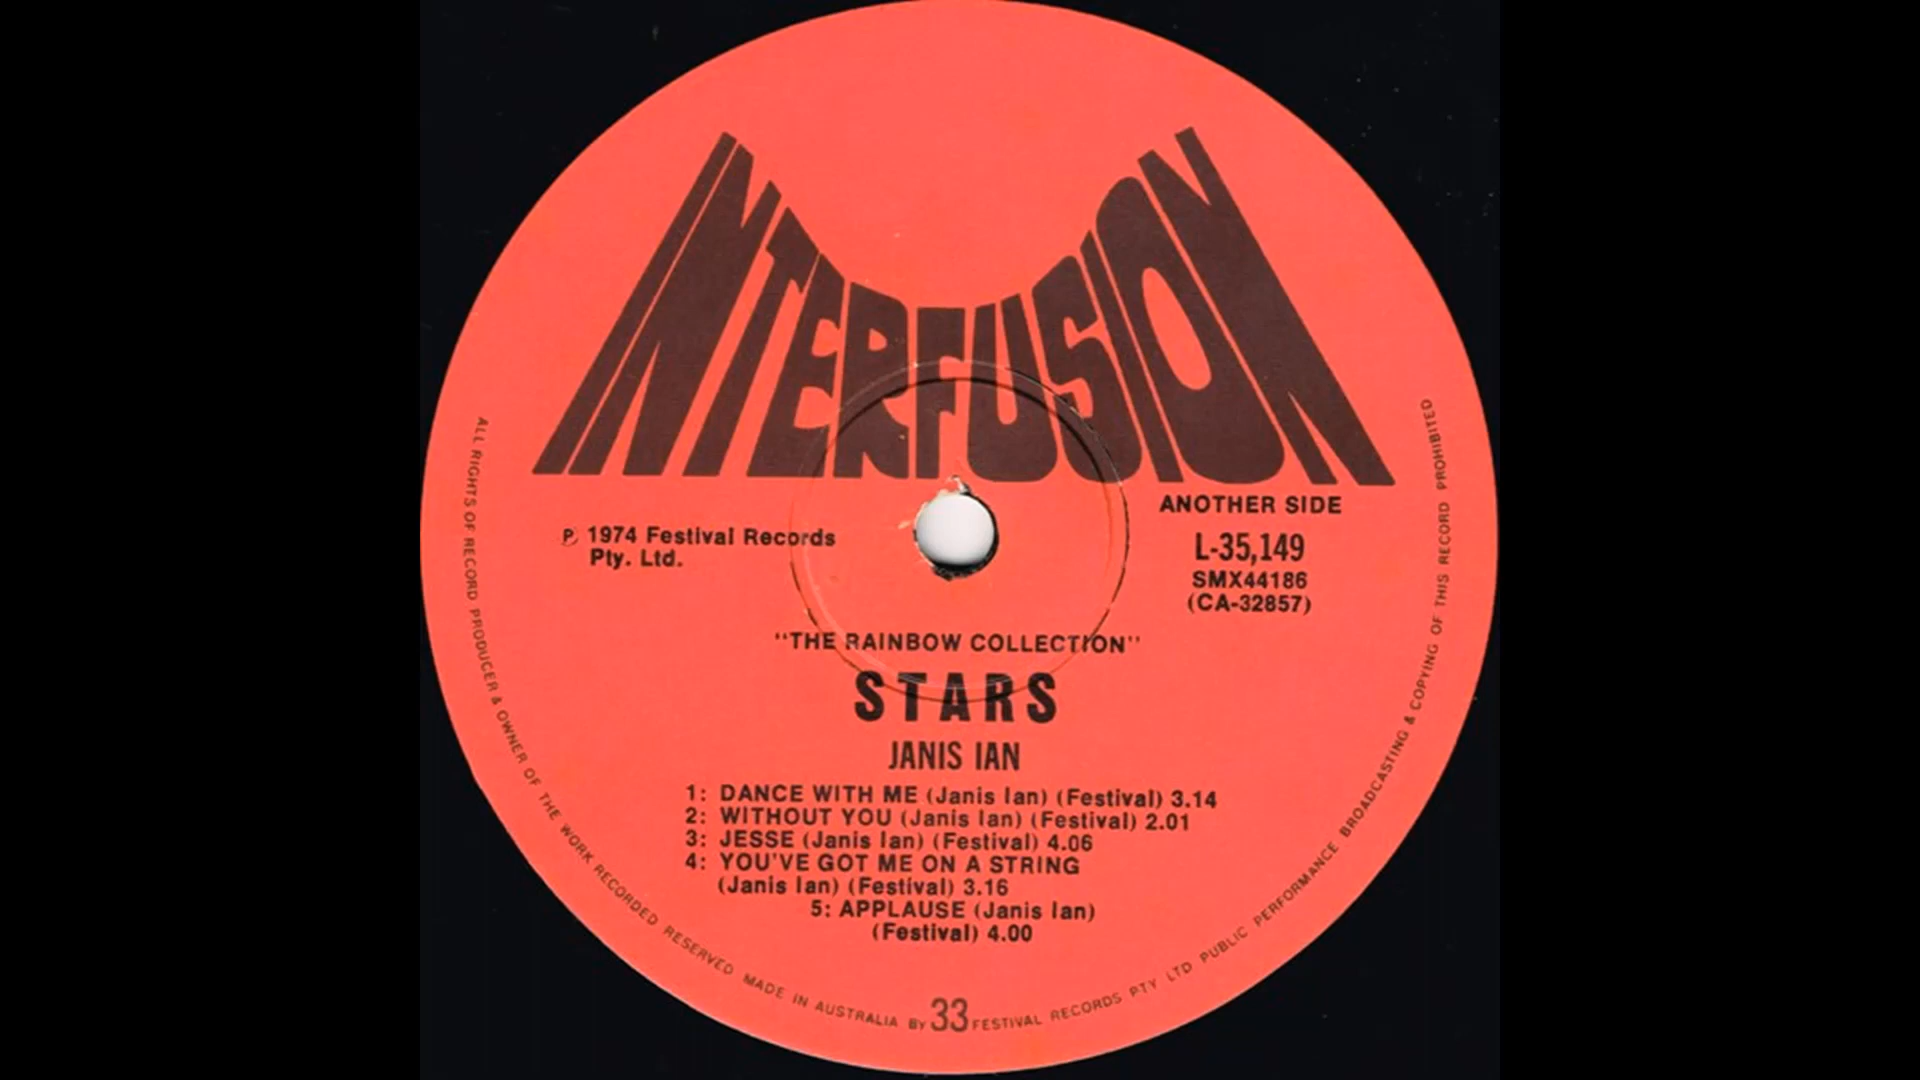 INTERFUSION
ANOTHER SIDE
L-35,149
SMX44186
(CA-32857)
℗ 1974 Festival Records
Pty. Ltd.
"THE RAINBOW COLLECTION"
STARS
JANIS IAN
1: DANCE WITH ME (Janis Ian) (Festival) 3.14
2: WITHOUT YOU (Janis Ian) (Festival) 2.01
3: JESSE (Janis Ian) (Festival) 4.06
4: YOU'VE GOT ME ON A STRING
(Janis Ian) (Festival) 3.16
5: APPLAUSE (Janis Ian)
(Festival) 4.00
33
ALL RIGHTS OF RECORD PRODUCER & OWNER OF THE WORK RECORDED RESERVED MADE IN AUSTRALIA BY FESTIVAL RECORDS PTY LTD PUBLIC PERFORMANCE BROADCASTING & COPYING OF THIS RECORD PROHIBITED